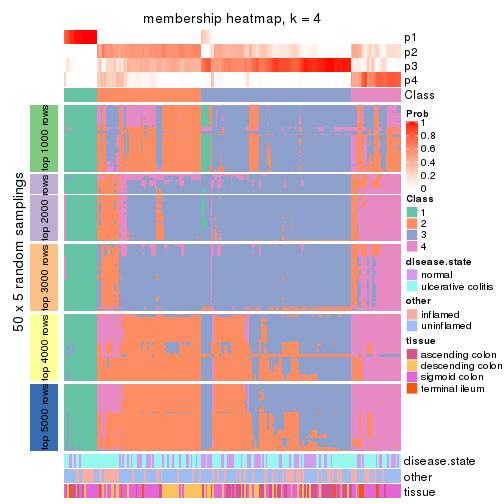 membership heatmap, k = 4
p1
p2
p3
p4
Class
50 x 5 random samplings
top 1000 rows
top 2000 rows
top 3000 rows
top 4000 rows
top 5000 rows
Prob
1
0.8
0.6
0.4
0.2
0
Class
1
2
3
4
disease.state
normal
ulcerative colitis
other
inflamed
uninflamed
tissue
ascending colon
descending colon
sigmoid colon
terminal ileum
disease.state
other
tissue